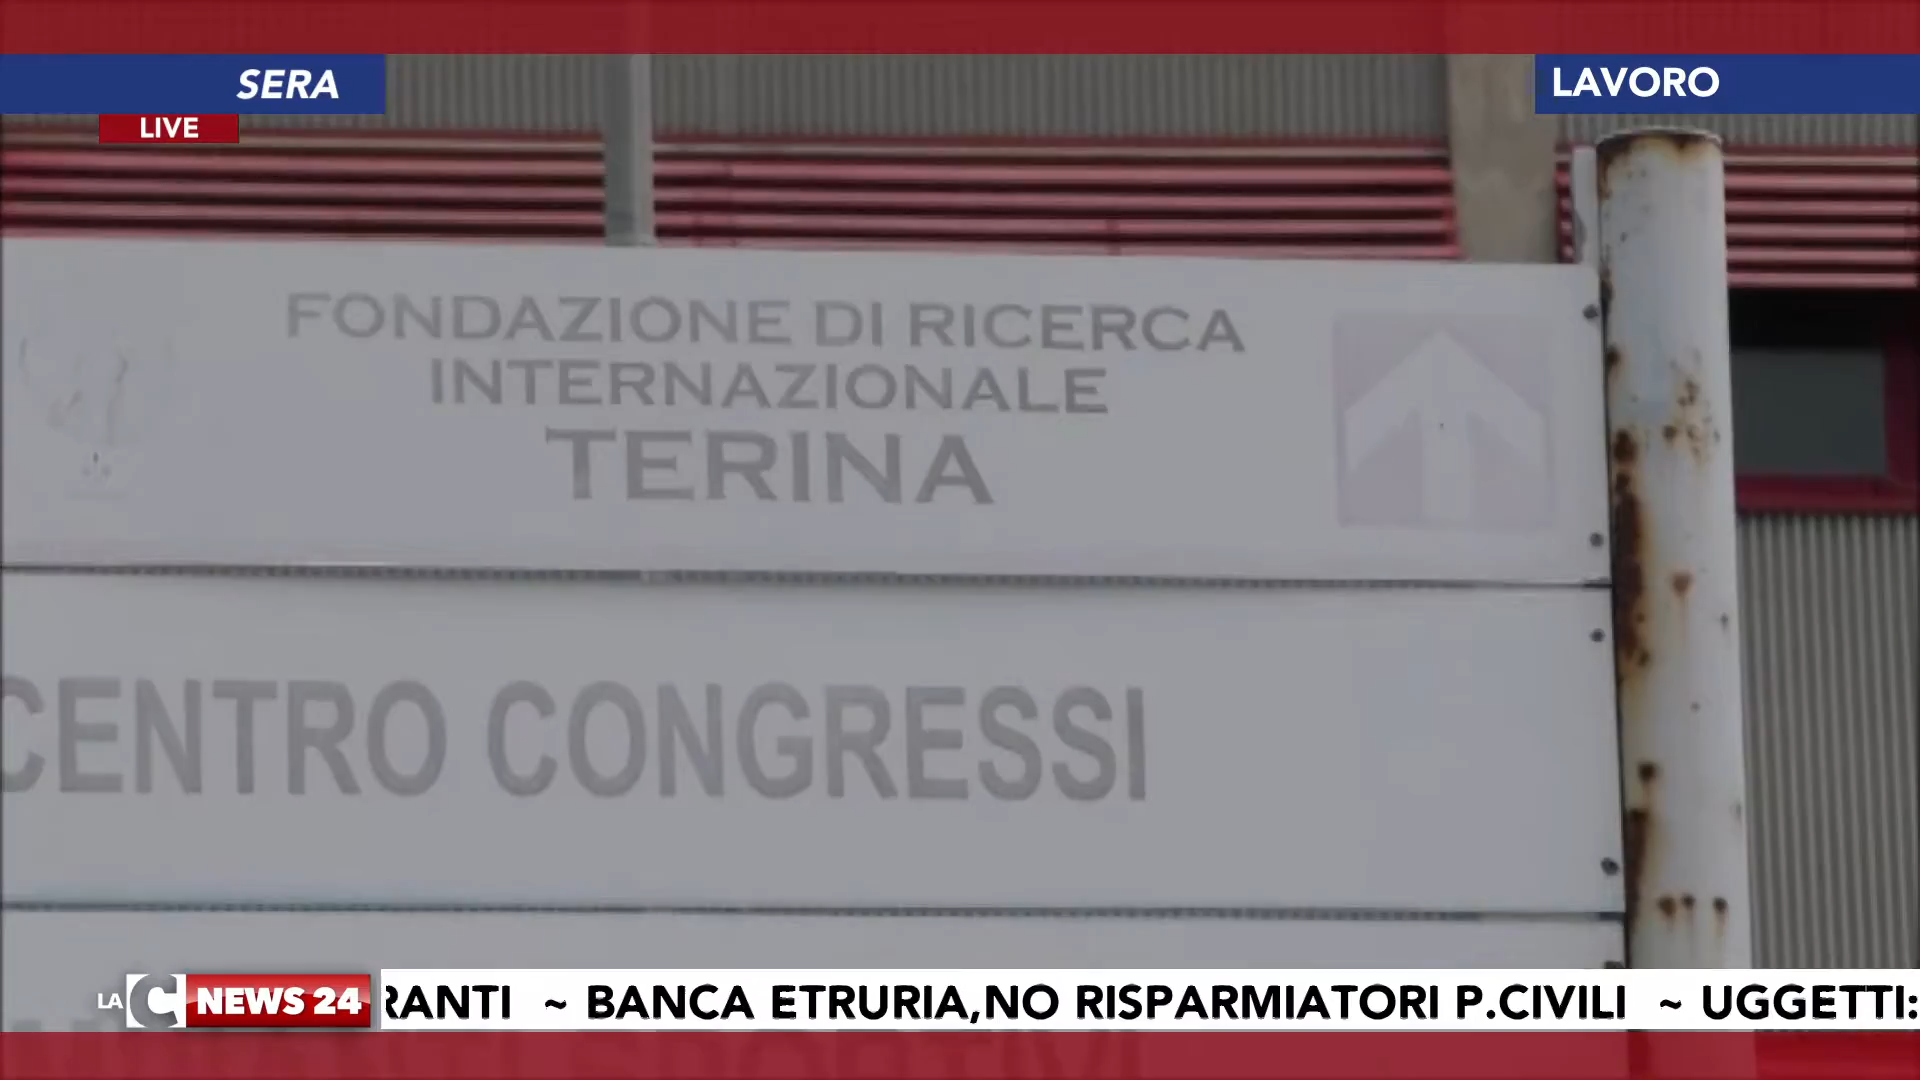 SERA
LAVORO
LIVE
FONDAZIONE DI RICERCA
INTERNAZIONALE
TERINA
CENTRO CONGRESSI
LA C NEWS 24
RANTI ~ BANCA ETRURIA,NO RISPARMIATORI P.CIVILI ~ UGGETTI:
SPORTIVI